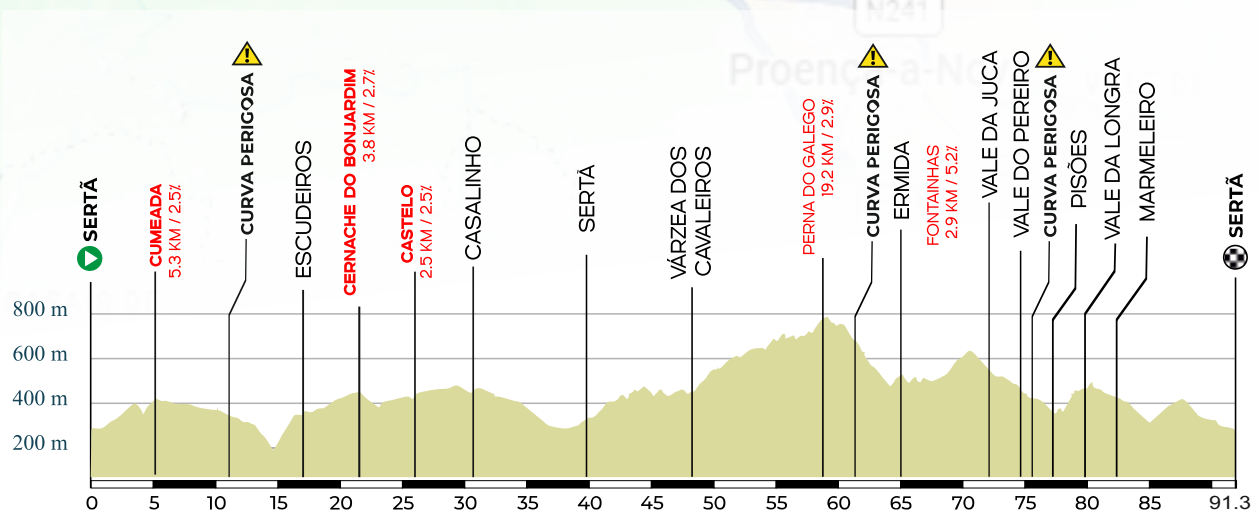 N241
SERTÃ
CUMEADA
5.3 KM / 2.5%
CURVA PERIGOSA
ESCUDEIROS
CERNACHE DO BONJARDIM
3.8 KM / 2.7%
CASTELO
2.5 KM / 2.5%
CASALINHO
SERTÃ
VÁRZEA DOS
CAVALEIROS
PERNA DO GALEGO
19.2 KM / 2.9%
CURVA PERIGOSA
ERMIDA
FONTAINHAS
2.9 KM / 5.2%
VALE DA JUCA
VALE DO PEREIRO
CURVA PERIGOSA
PISÕES
VALE DA LONGRA
MARMELEIRO
SERTÃ
800 m
600 m
400 m
200 m
0 5 10 15 20 25 30 35 40 45 50 55 60 65 70 75 80 85 91.3